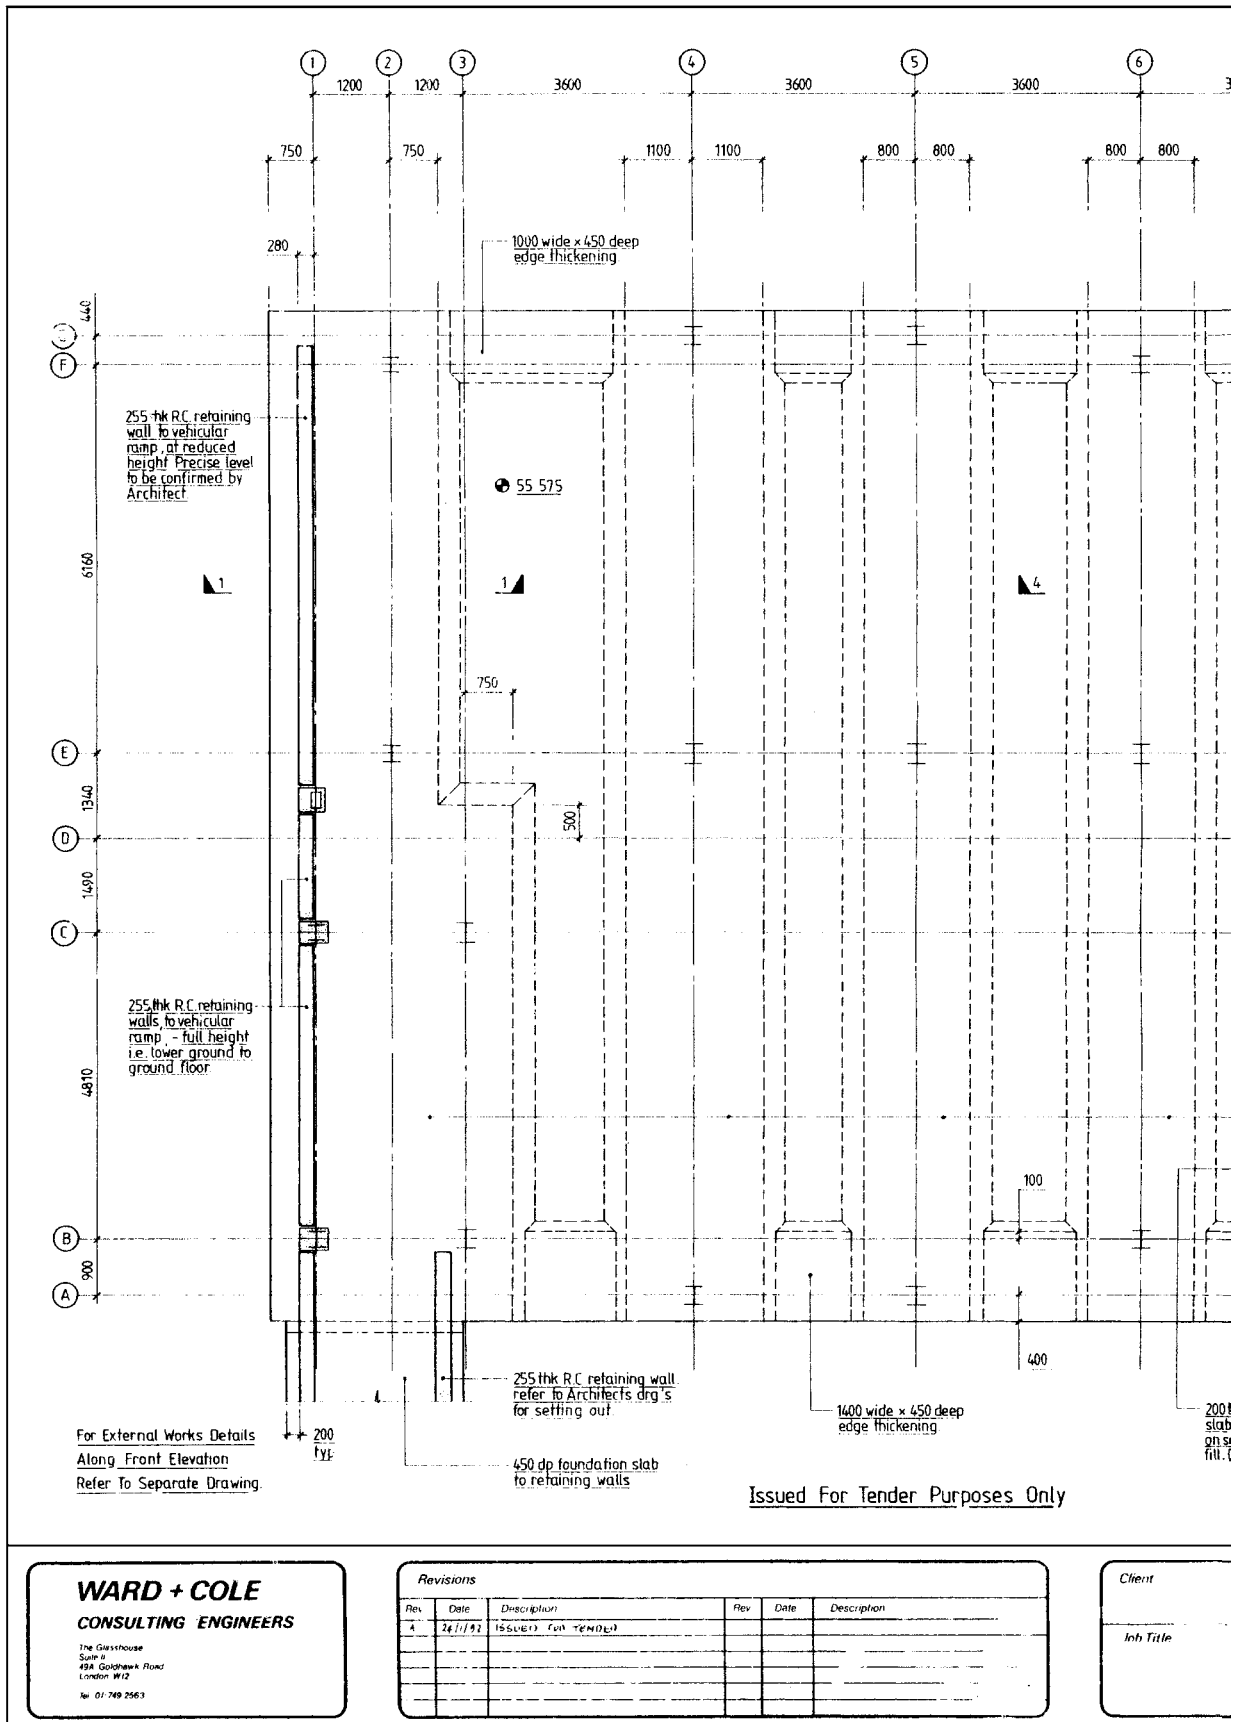 1 2 3 4 5 6
1200 1200 3600 3600 3600
750 750 1100 1100 800 800 800 800
280
1000 wide × 450 deep
edge thickening
440
F
255 thk R.C. retaining
wall to vehicular
ramp, at reduced
height Precise level
to be confirmed by
Architect
55 575
6160
1 1 4
750
E
1340
500
D
1490
C
255 thk R.C. retaining
walls, to vehicular
ramp, - full height
i.e. lower ground to
ground floor
4810
100
B
900
A
400
255 thk R.C retaining wall
refer to Architects drg's
for setting out
1400 wide × 450 deep
edge thickening
200
slab
fill.
200
typ
For External Works Details
Along Front Elevation
Refer To Separate Drawing.
450 dp foundation slab
to retaining walls
Issued For Tender Purposes Only
WARD + COLE
CONSULTING ENGINEERS
The Glasshouse
Suite 11
49A Goldhawk Road
London W12
Tel 01-749 2563
Revisions
Rev. Date Description Rev Date Description
A ISSUED FOR TENDER
Client
Job Title